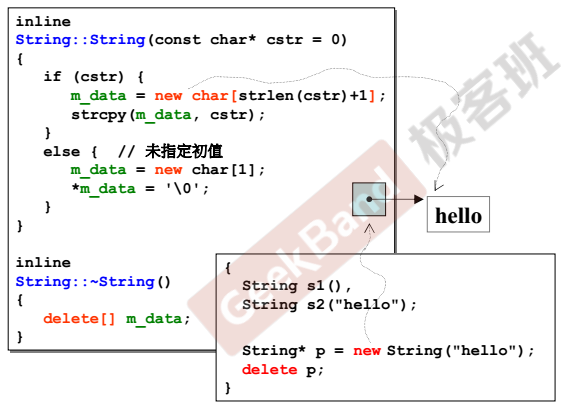 inline
String::String(const char* cstr = 0)
{
   if (cstr) {
      m_data = new char[strlen(cstr)+1];
      strcpy(m_data, cstr);
   }
   else {  // 未指定初值
      m_data = new char[1];
      *m_data = '\0';
   }
}
inline
String::~String()
{
   delete[] m_data;
}
hello
{
  String s1(),
  String s2("hello");
  String* p = new String("hello");
  delete p;
}
GeekBand 极客班